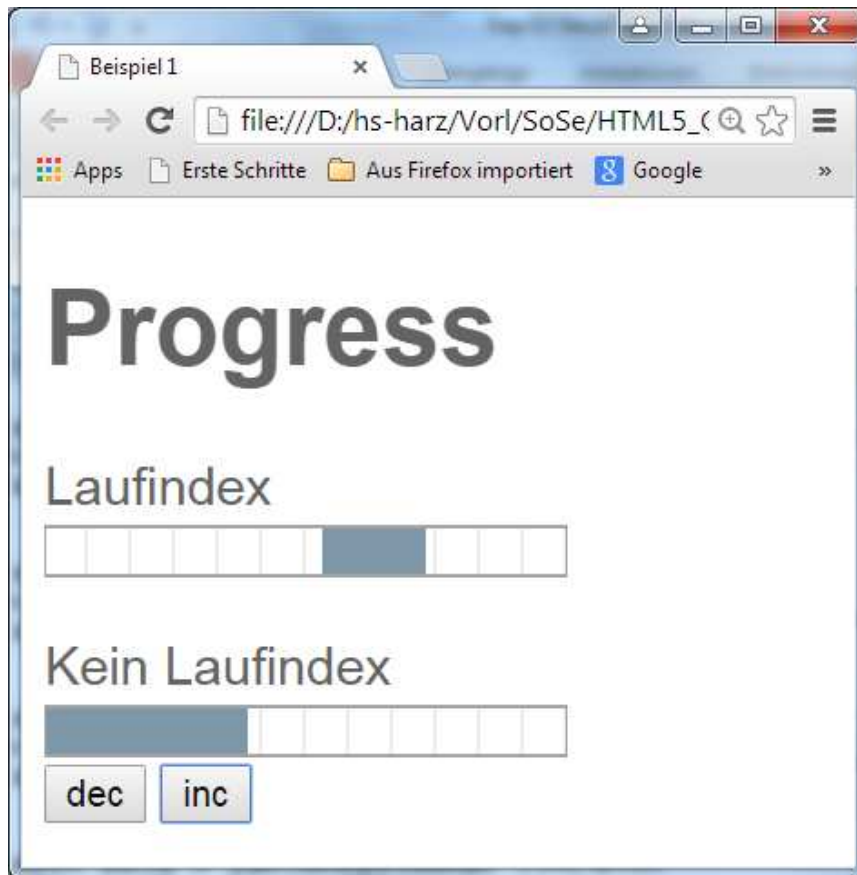 Beispiel 1
file:///D:/hs-harz/Vorl/SoSe/HTML5_(
Apps Erste Schritte Aus Firefox importiert 8 Google »
Progress
Laufindex
Kein Laufindex
dec inc